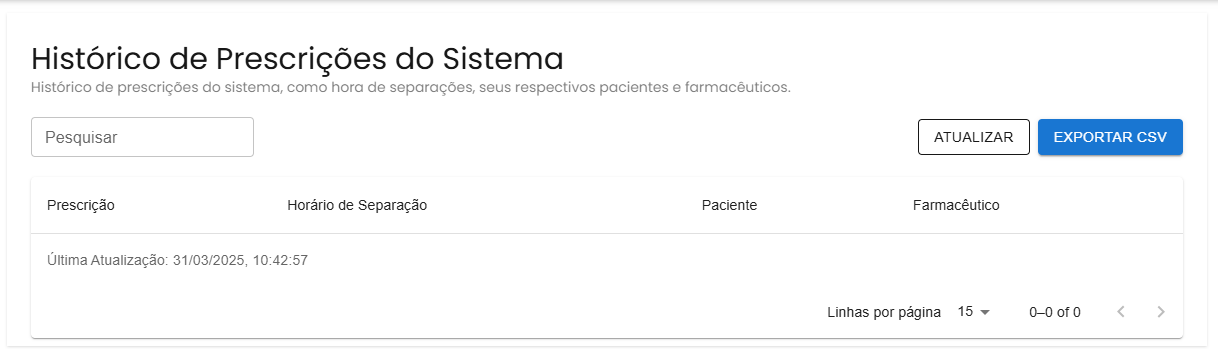 Histórico de Prescrições do Sistema
Histórico de prescrições do sistema, como hora de separações, seus respectivos pacientes e farmacêuticos.
Pesquisar
ATUALIZAR
EXPORTAR CSV
Prescrição Horário de Separação Paciente Farmacêutico
Última Atualização: 31/03/2025, 10:42:57
Linhas por página 15 0–0 of 0